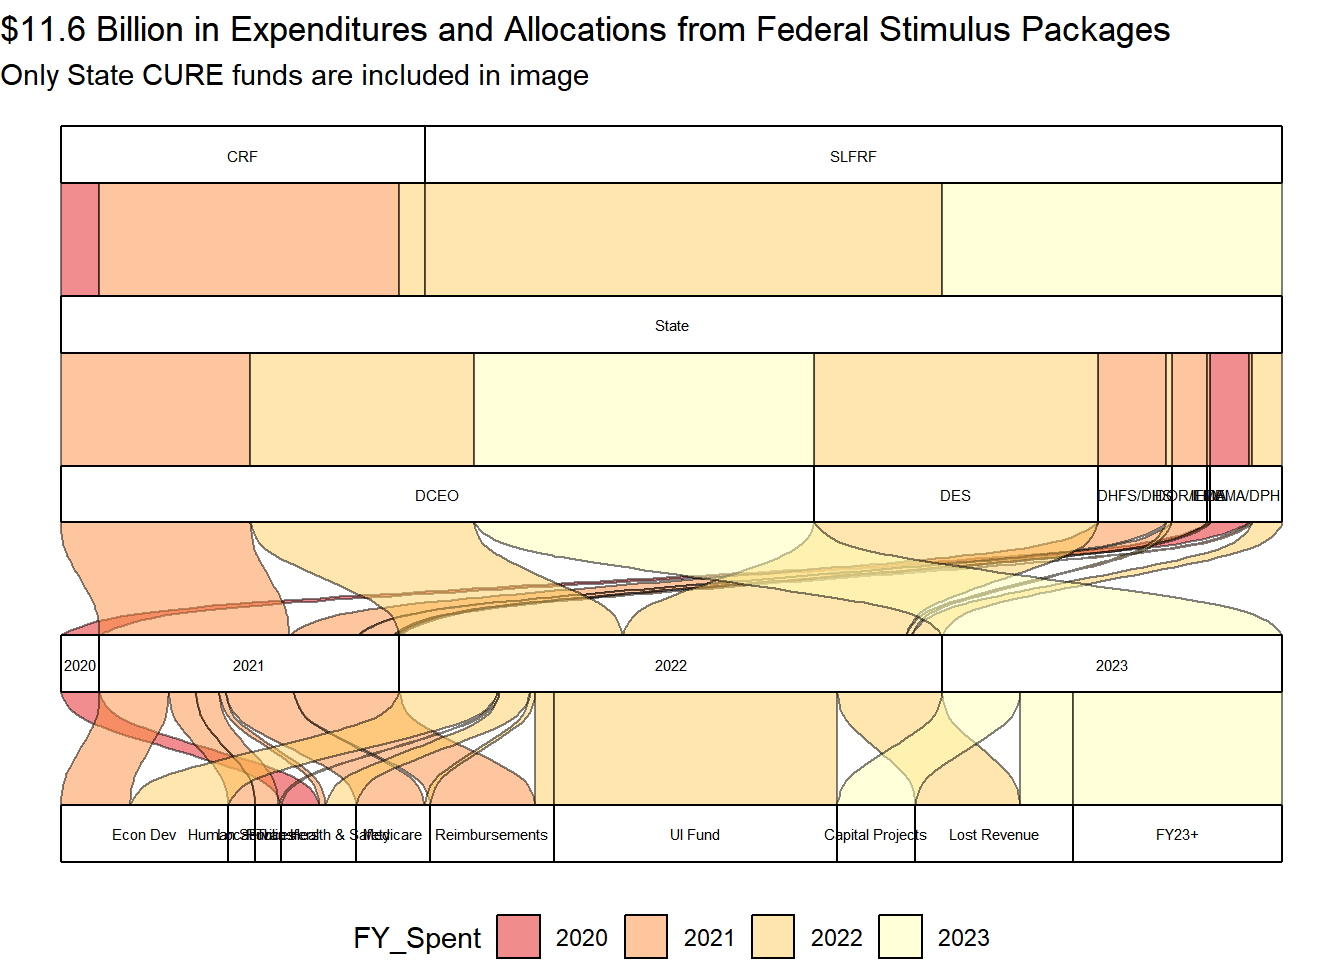 $11.6 Billion in Expenditures and Allocations from Federal Stimulus Packages
Only State CURE funds are included in image
CRF
SLFRF
State
DCEO
DES
DHFS/DHS
2020
2021
2022
2023
Econ Dev
Human
Health & Safety
Medicare
Reimbursements
UI Fund
Capital Projects
Lost Revenue
FY23+
FY_Spent
2020
2021
2022
2023